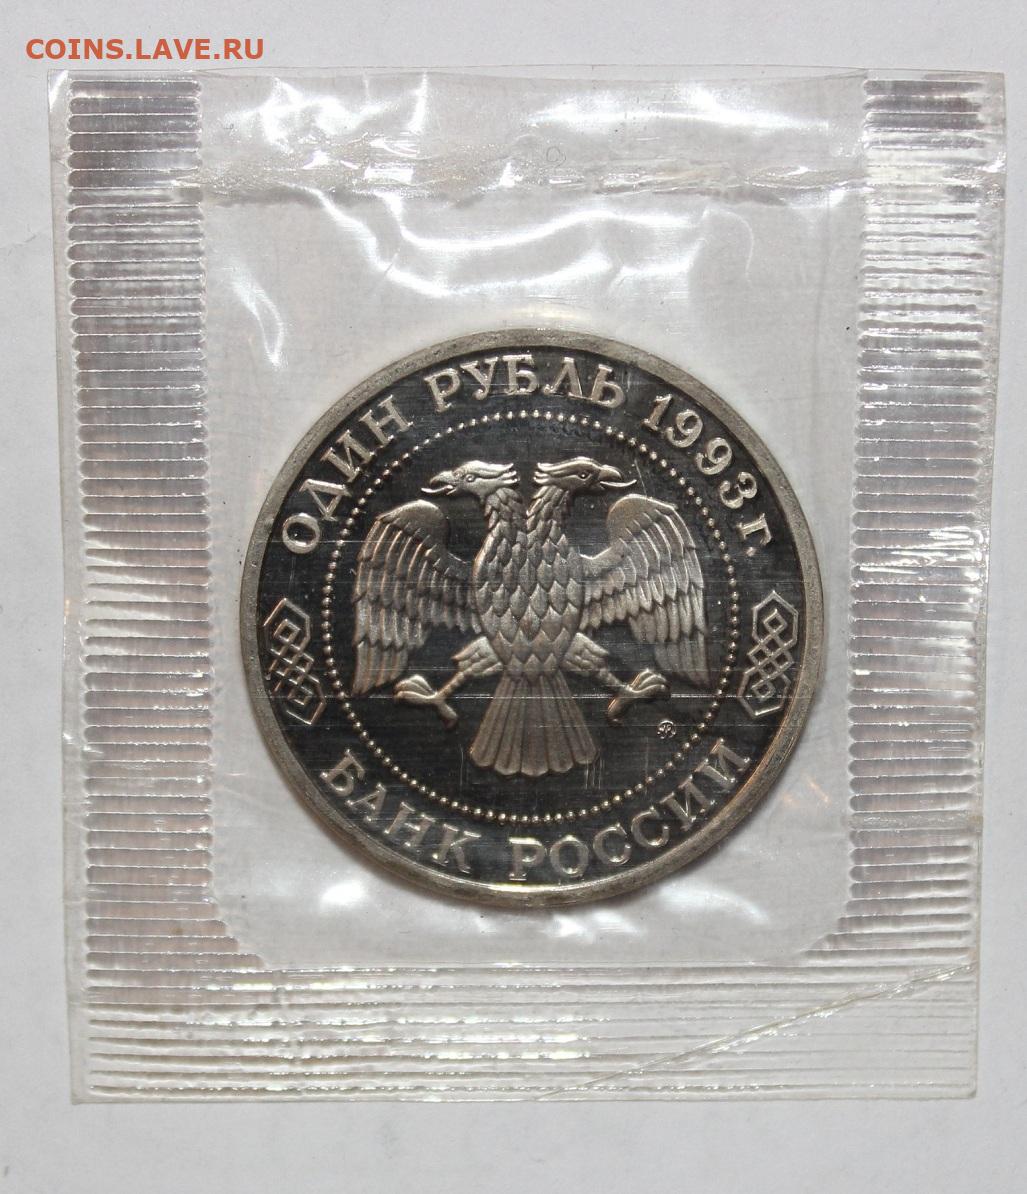 COINS.LAVE.RU
ОДИН РУБЛЬ 1993 г.
БАНК РОССИИ